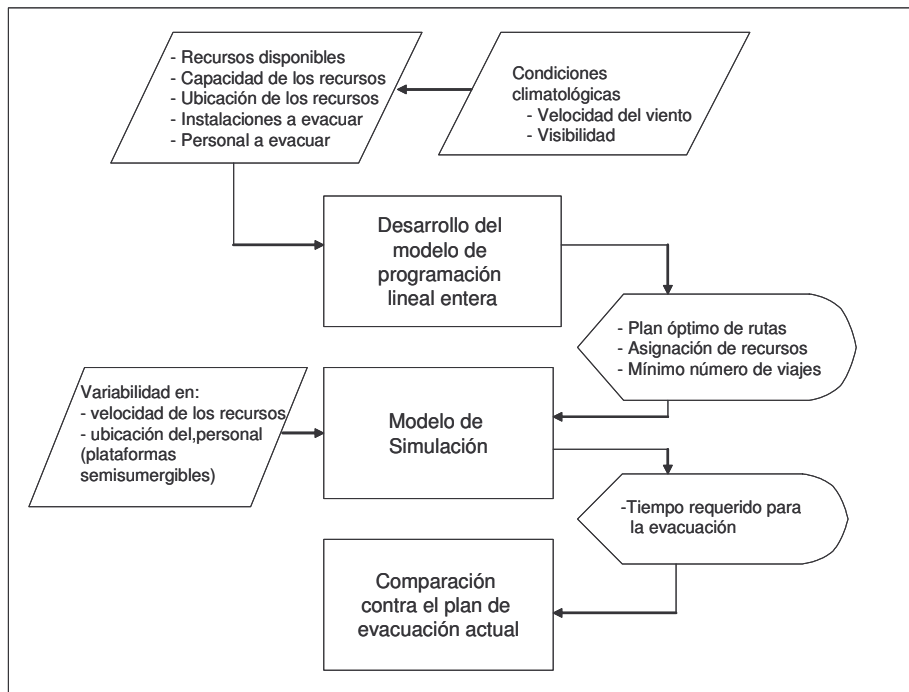 - Recursos disponibles
- Capacidad de los recursos
- Ubicación de los recursos
- Instalaciones a evacuar
- Personal a evacuar
Condiciones
climatológicas
- Velocidad del viento
- Visibilidad
Desarrollo del
modelo de
programación
lineal entera
- Plan óptimo de rutas
- Asignación de recursos
- Mínimo número de viajes
Variabilidad en:
- velocidad de los recursos
- ubicación del,personal
(plataformas
semisumergibles)
Modelo de
Simulación
-Tiempo requerido para
la evacuación
Comparación
contra el plan de
evacuación actual